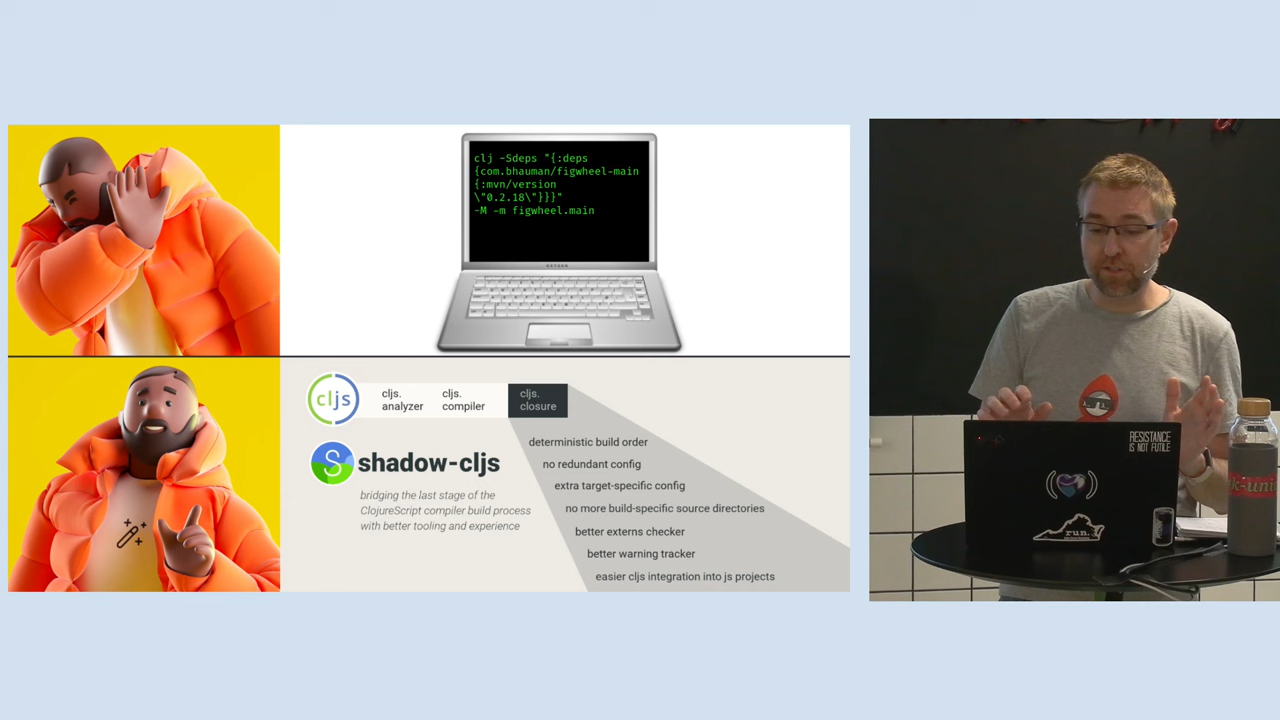 clj -Sdeps "{:deps
{com.bhauman/figwheel-main
{:mvn/version
\"0.2.18\"}}}"
-M -m figwheel.main
cljs
cljs.
analyzer
cljs.
compiler
cljs.
closure
shadow-cljs
bridging the last stage of the
ClojureScript compiler build process
with better tooling and experience
deterministic build order
no redundant config
extra target-specific config
no more build-specific source directories
better externs checker
better warning tracker
easier cljs integration into js projects
RESISTANCE
IS NOT FUTILE
run.